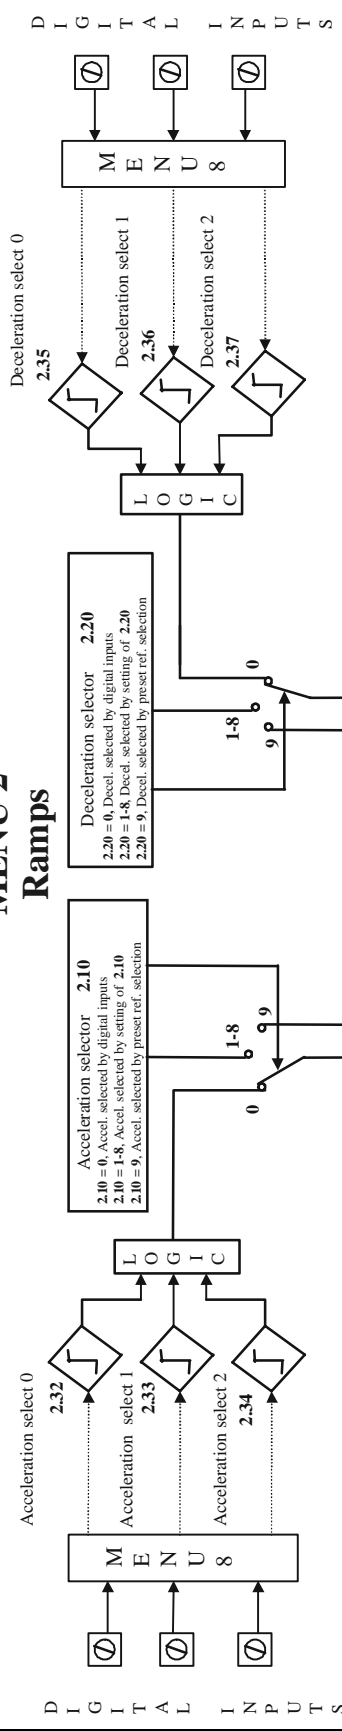 MENU 2
Ramps
DIGITAL INPUTS
MENU 8
Acceleration select 0
2.32
Acceleration select 1
2.33
Acceleration select 2
2.34
LOGIC
Acceleration selector 2.10
2.10 = 0, Accel. selected by digital inputs
2.10 = 1-8, Accel. selected by setting of 2.10
2.10 = 9, Accel. selected by preset ref. selection
0
1-8
9
Deceleration selector 2.20
2.20 = 0, Decel. selected by digital inputs
2.20 = 1-8, Decel. selected by setting of 2.20
2.20 = 9, Decel. selected by preset ref. selection
9
1-8
0
LOGIC
Deceleration select 0
2.35
Deceleration select 1
2.36
Deceleration select 2
2.37
MENU 8
DIGITAL INPUTS